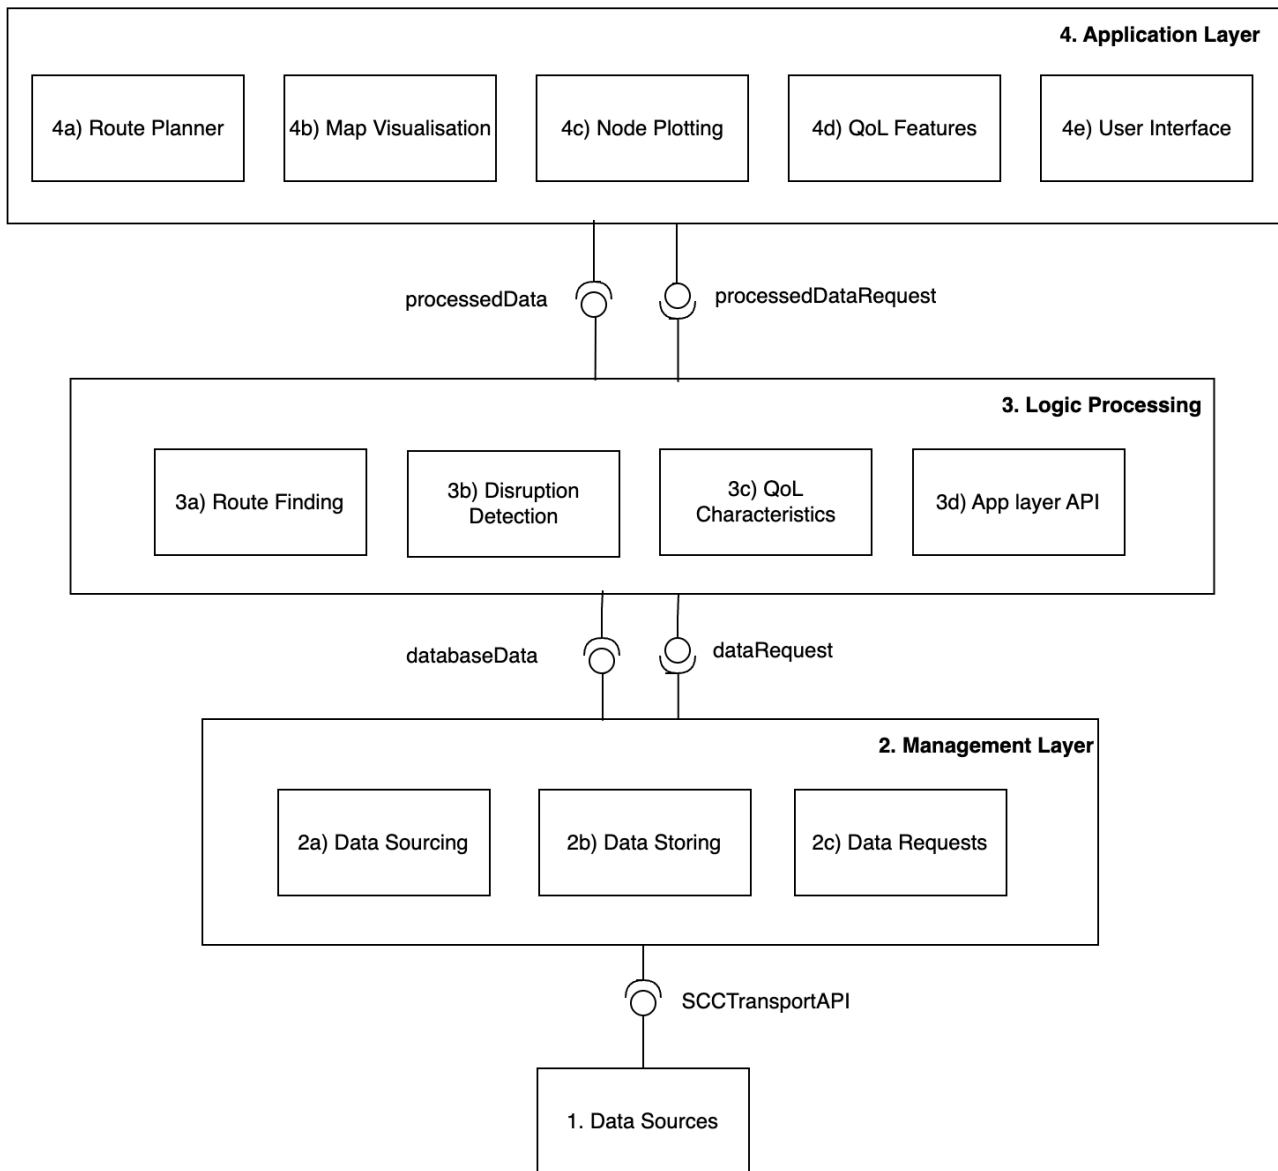 4. Application Layer
4a) Route Planner
4b) Map Visualisation
4c) Node Plotting
4d) QoL Features
4e) User Interface
processedData
processedDataRequest
3. Logic Processing
3a) Route Finding
3b) Disruption
Detection
3c) QoL
Characteristics
3d) App layer API
databaseData
dataRequest
2. Management Layer
2a) Data Sourcing
2b) Data Storing
2c) Data Requests
SCCTransportAPI
1. Data Sources